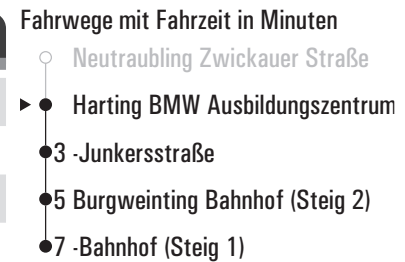 Fahrwege mit Fahrzeit in Minuten
Neutraubling Zwickauer Straße
Harting BMW Ausbildungszentrum
3 -Junkersstraße
5 Burgweinting Bahnhof (Steig 2)
7 -Bahnhof (Steig 1)